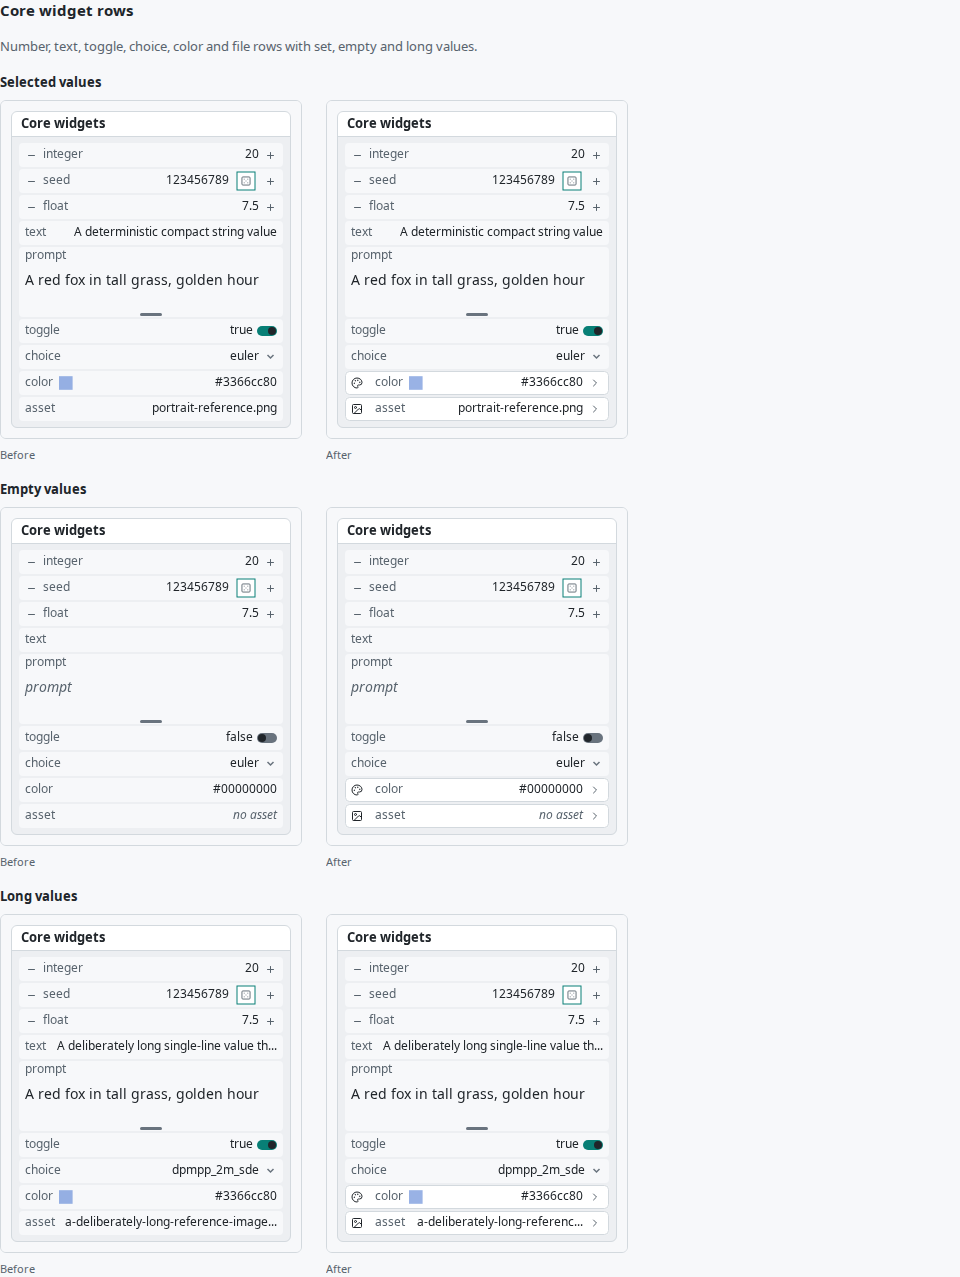 Core widget rows
Number, text, toggle, choice, color and file rows with set, empty and long values.
Selected values
Core widgets
– integer 20 +
– seed 123456789 +
– float 7.5 +
text A deterministic compact string value
prompt
A red fox in tall grass, golden hour
toggle true
choice euler
color #3366cc80
asset portrait-reference.png
Before
Core widgets
– integer 20 +
– seed 123456789 +
– float 7.5 +
text A deterministic compact string value
prompt
A red fox in tall grass, golden hour
toggle true
choice euler
color #3366cc80
asset portrait-reference.png
After
Empty values
Core widgets
– integer 20 +
– seed 123456789 +
– float 7.5 +
text
prompt
prompt
toggle false
choice euler
color #00000000
asset no asset
Before
Core widgets
– integer 20 +
– seed 123456789 +
– float 7.5 +
text
prompt
prompt
toggle false
choice euler
color #00000000
asset no asset
After
Long values
Core widgets
– integer 20 +
– seed 123456789 +
– float 7.5 +
text A deliberately long single-line value th...
prompt
A red fox in tall grass, golden hour
toggle true
choice dpmpp_2m_sde
color #3366cc80
asset a-deliberately-long-reference-image...
Before
Core widgets
– integer 20 +
– seed 123456789 +
– float 7.5 +
text A deliberately long single-line value th...
prompt
A red fox in tall grass, golden hour
toggle true
choice dpmpp_2m_sde
color #3366cc80
asset a-deliberately-long-referenc...
After